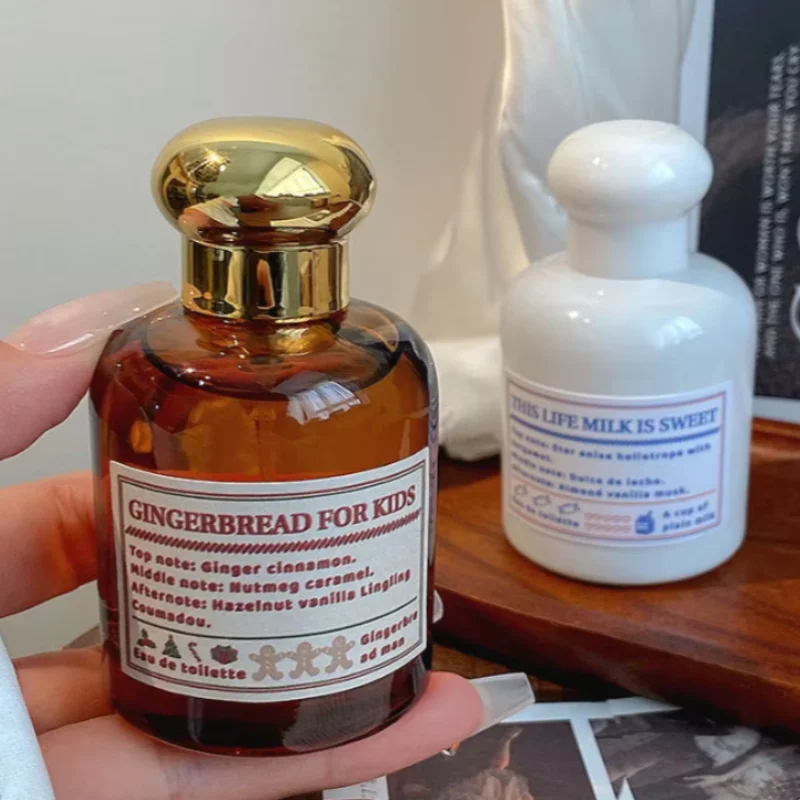 GINGERBREAD FOR KIDS
Top note: Ginger cinnamon.
Middle note: Nutmeg caramel.
Afternote: Hazelnut vanilla Lingling
Coumadou.
Eau de toilette
Gingerbre
ad man
THIS LIFE MILK IS SWEET
Top note: Star anise heliotrope with
Middle note: Dulce de leche.
Almond vanilla musk.
de toilette
A cup of
plain milk